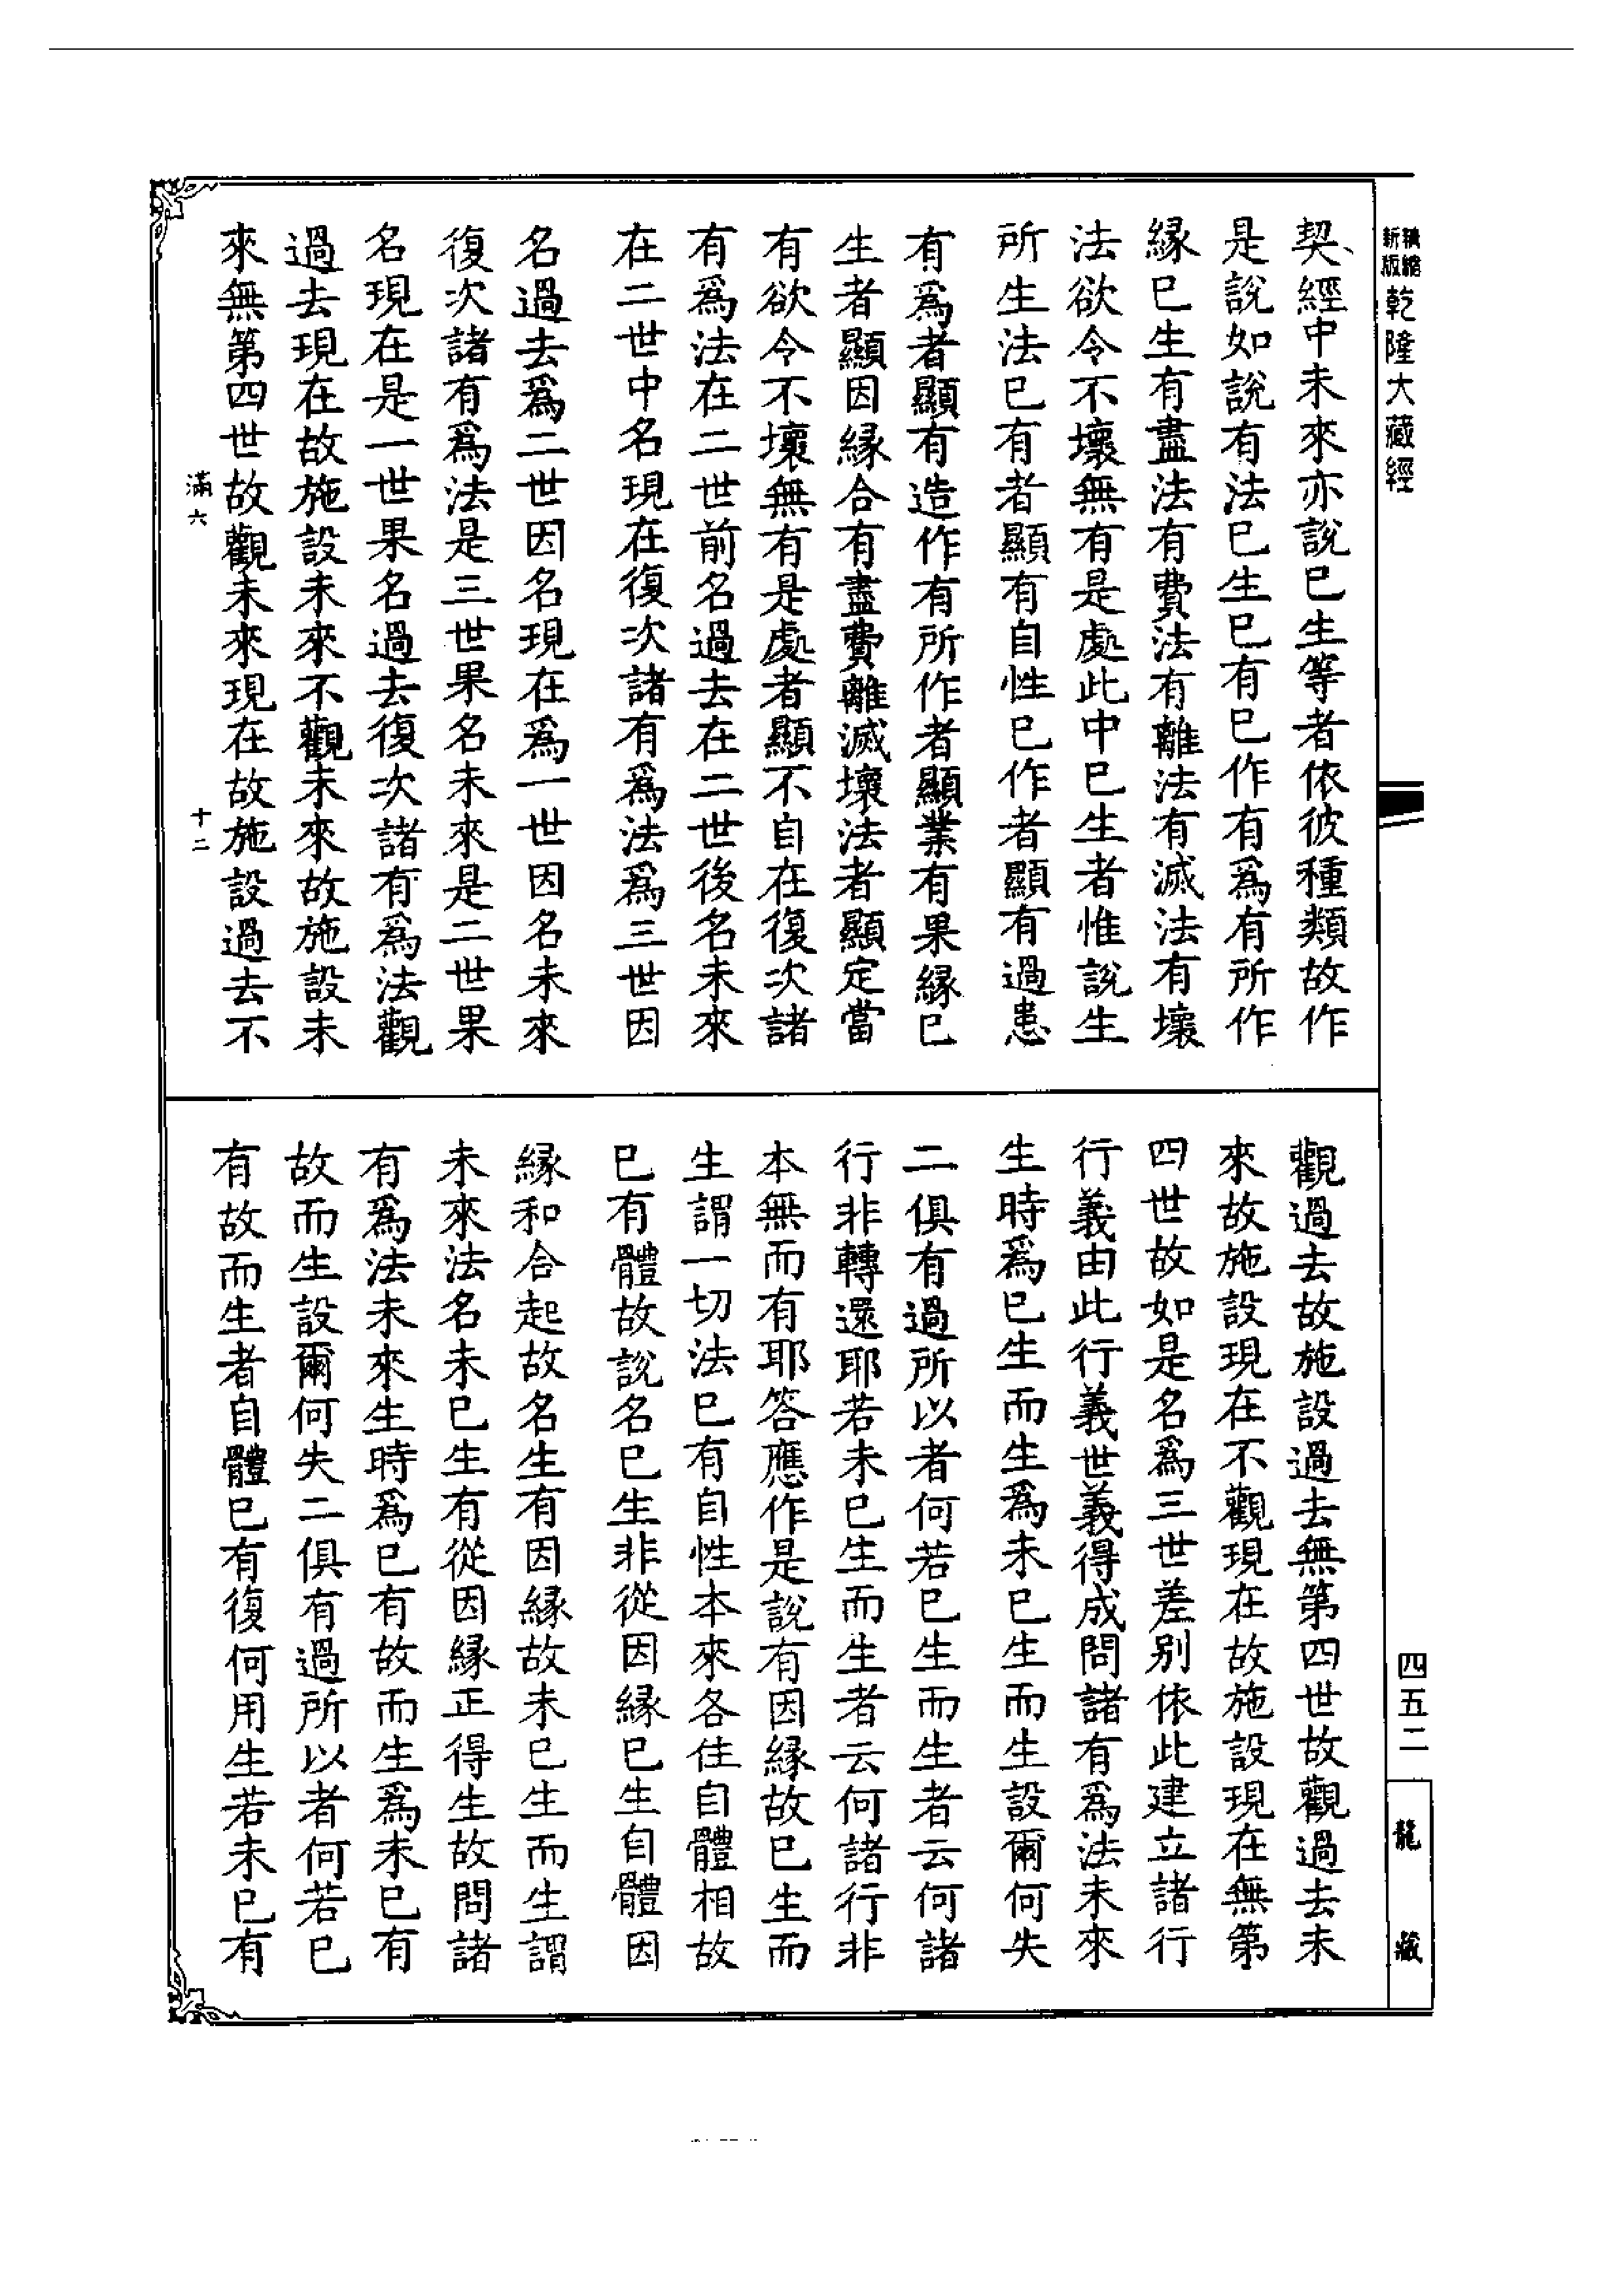 新版精縮乾隆大藏經
契經中未來亦說已生等者依彼種類故作
是說如說有法已生已有已作有爲有所作
緣已生有盡法有費法有離法有滅法有壞
法欲令不壞無有是處此中已生者惟說生
所生法已有者顯有自性已作者顯有過患
有爲者顯有造作有所作者顯業有果緣已
生者顯因緣合有盡費離滅壞法者顯定當
有欲令不壞無有是處者顯不自在復次諸
有爲法在二世前名過去在二世後名未來
在二世中名現在復次諸有爲法爲三世因
名過去爲二世因名現在爲一世因名未來
復次諸有爲法是三世果名未來是二世果
名現在是一世果名過去復次諸有爲法觀
過去現在故施設未來不觀未來故施設未
來無第四世故觀未來現在故施設過去不
滿六
十二
觀過去故施設過去無第四世故觀過去未
來故施設現在不觀現在故施設現在無第
四世故如是名爲三世差別依此建立諸行
行義由此行義世義得成問諸有爲法未來
生時爲已生而生爲未已生而生設爾何失
二俱有過所以者何若已生而生者云何諸
行非轉還耶若未已生而生者云何諸行非
本無而有耶答應作是說有因緣故已生而
生謂一切法已有自性本來各住自體相故
已有體故說名已生非從因緣已生自體因
緣和合起故名生有因緣故未已生而生謂
未來法名未已生有從因緣正得生故問諸
有爲法未來生時爲已有故而生爲未已有
故而生設爾何失二俱有過所以者何若已
有故而生者自體已有復何用生若未已有
四五二
龍藏